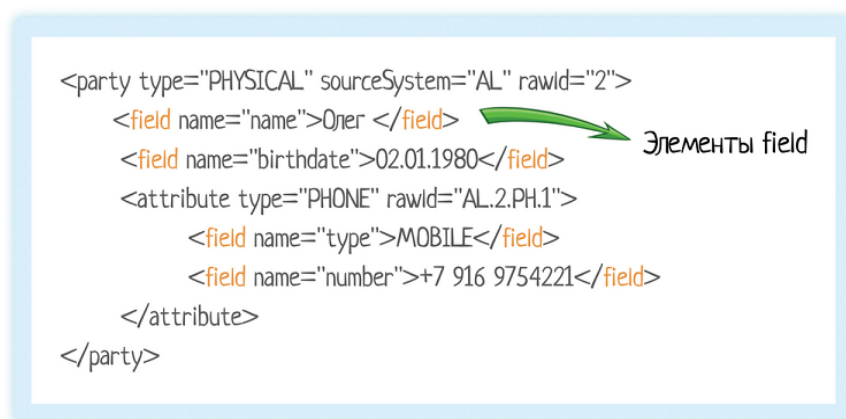 <party type="PHYSICAL" sourceSystem="AL" rawId="2">
<field name="name">Олег </field>
Элементы field
<field name="birthdate">02.01.1980</field>
<attribute type="PHONE" rawId="AL.2.PH.1">
<field name="type">MOBILE</field>
<field name="number">+7 916 9754221</field>
</attribute>
</party>